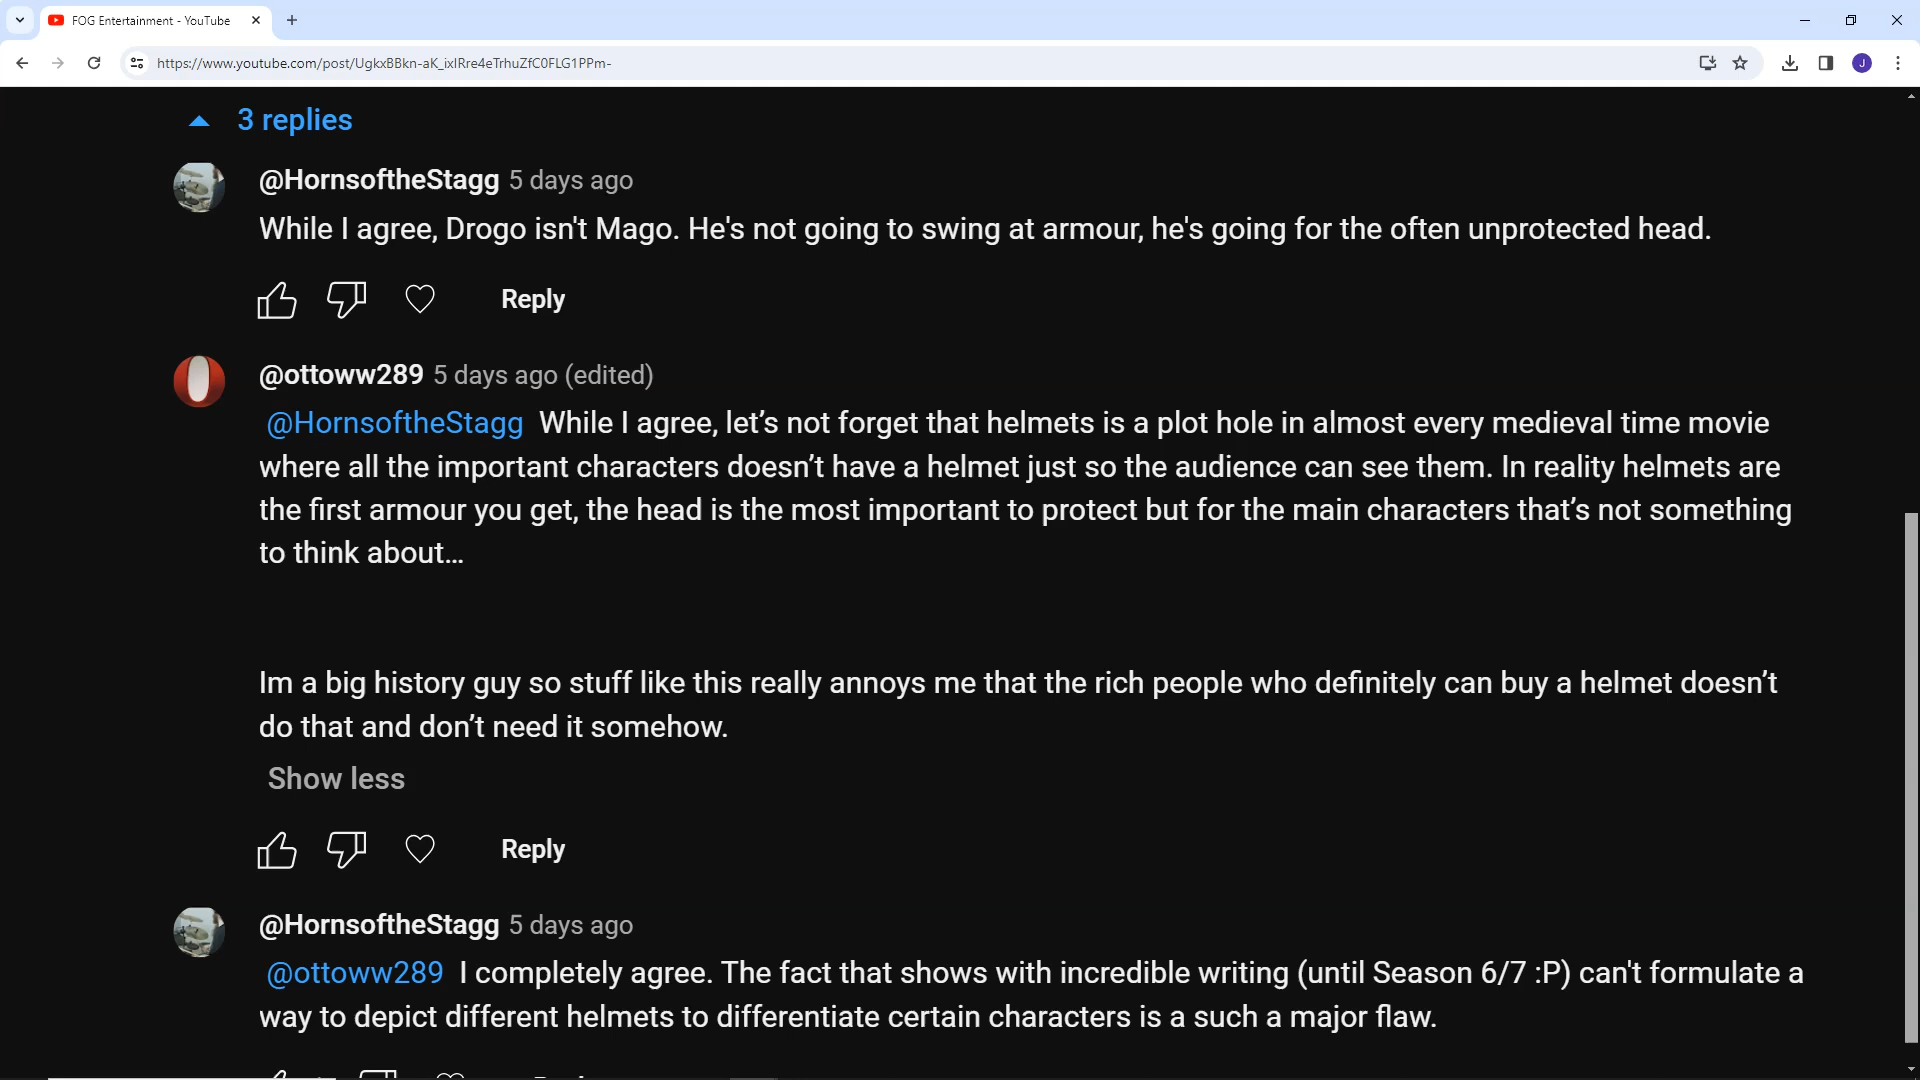 FOG Entertainment - YouTube
https://www.youtube.com/post/UgkxBBkn-aK_ixIRre4eTrhuZfC0FLG1PPm-
J
3 replies
@HornsoftheStagg 5 days ago
While I agree, Drogo isn't Mago. He's not going to swing at armour, he's going for the often unprotected head.
Reply
@ottoww289 5 days ago (edited)
@HornsoftheStagg While I agree, let’s not forget that helmets is a plot hole in almost every medieval time movie
where all the important characters doesn’t have a helmet just so the audience can see them. In reality helmets are
the first armour you get, the head is the most important to protect but for the main characters that’s not something
to think about…
Im a big history guy so stuff like this really annoys me that the rich people who definitely can buy a helmet doesn’t
do that and don’t need it somehow.
Show less
Reply
@HornsoftheStagg 5 days ago
@ottoww289 I completely agree. The fact that shows with incredible writing (until Season 6/7 :P) can't formulate a
way to depict different helmets to differentiate certain characters is a such a major flaw.